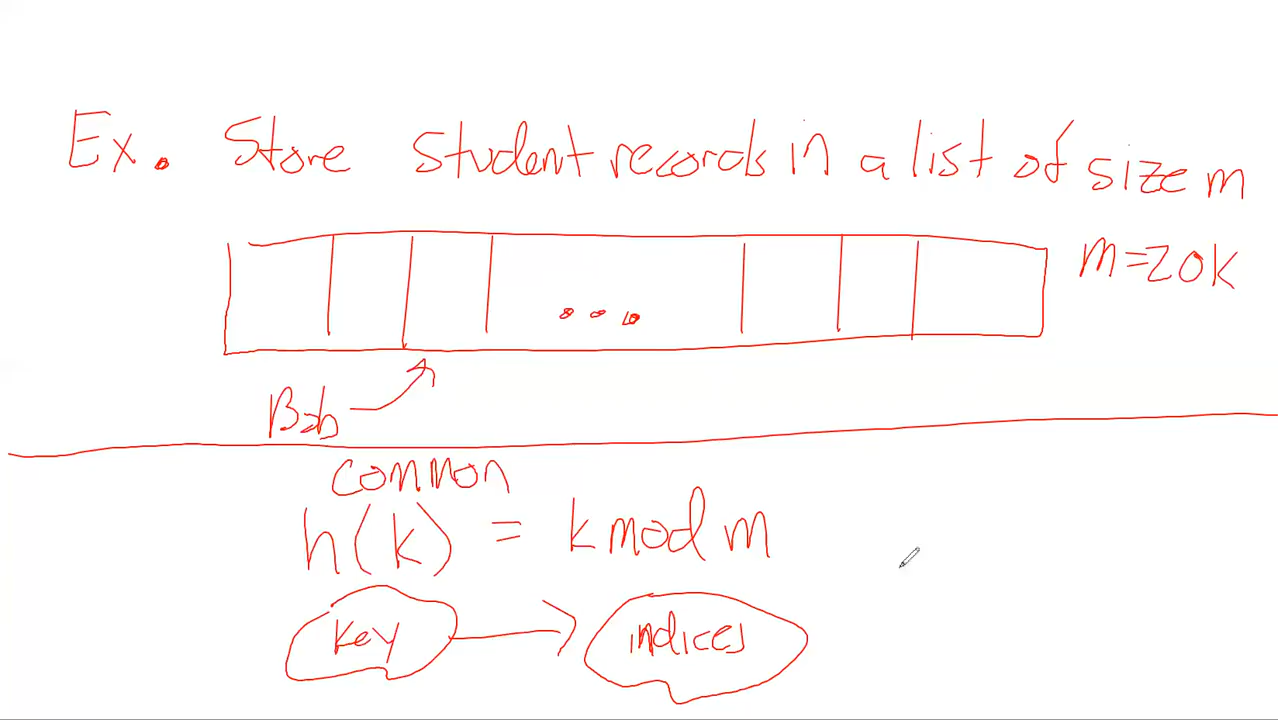 Ex. Store student records in a list of size m
m=20K
...
Bob
common
h(k) = k mod m
key
indices